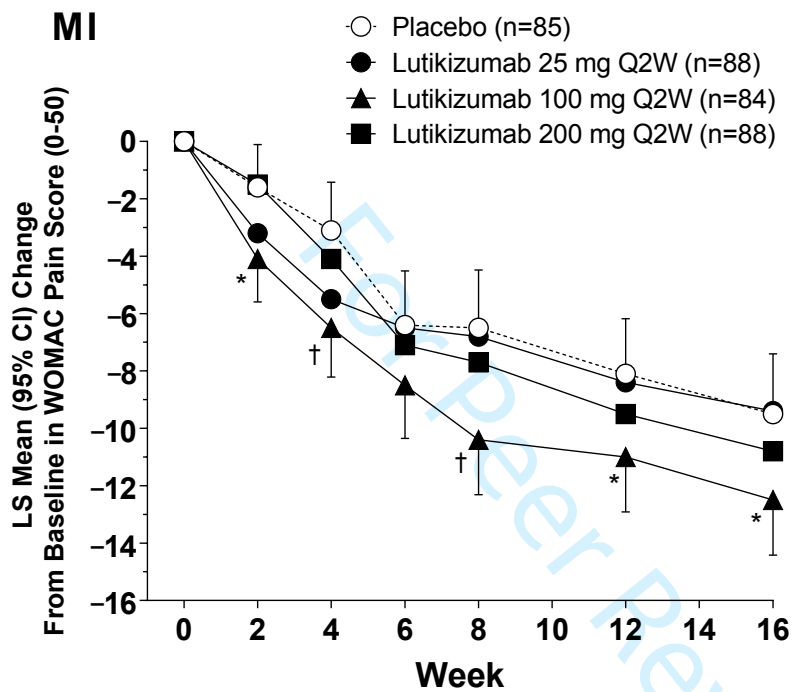 MI
Placebo (n=85)
Lutikizumab 25 mg Q2W (n=88)
Lutikizumab 100 mg Q2W (n=84)
Lutikizumab 200 mg Q2W (n=88)
LS Mean (95% CI) Change
From Baseline in WOMAC Pain Score (0-50)
0
−2
−4
−6
−8
−10
−12
−14
−16
*
†
†
*
*
0 2 4 6 8 10 12 14 16
Week
For Peer Rev